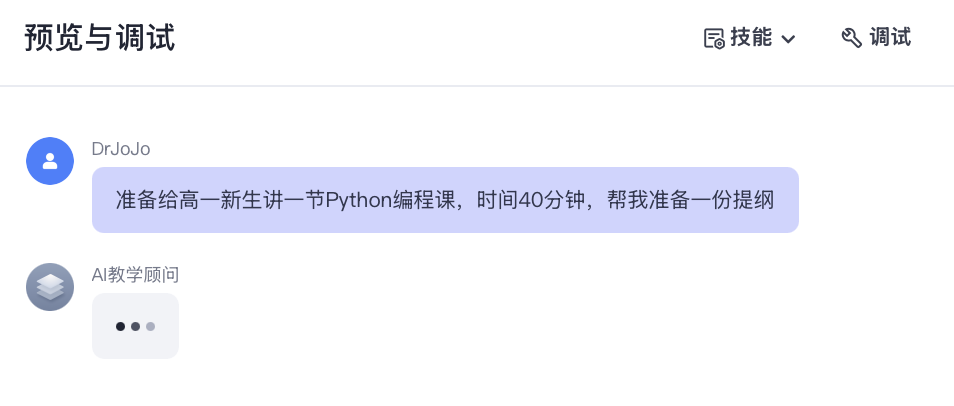 预览与调试
技能
调试
DrJoJo
准备给高一新生讲一节Python编程课，时间40分钟，帮我准备一份提纲
AI教学顾问